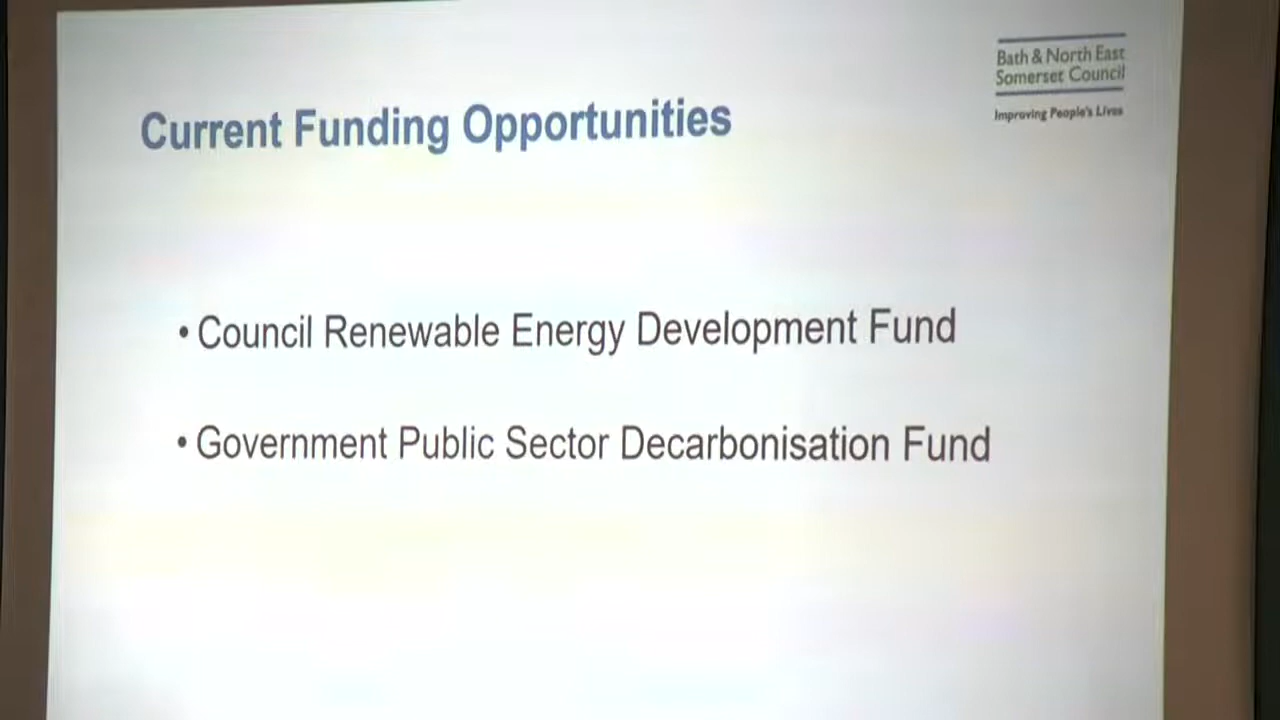 Bath & North East
Somerset Council
Improving People's Lives
Current Funding Opportunities
• Council Renewable Energy Development Fund
• Government Public Sector Decarbonisation Fund